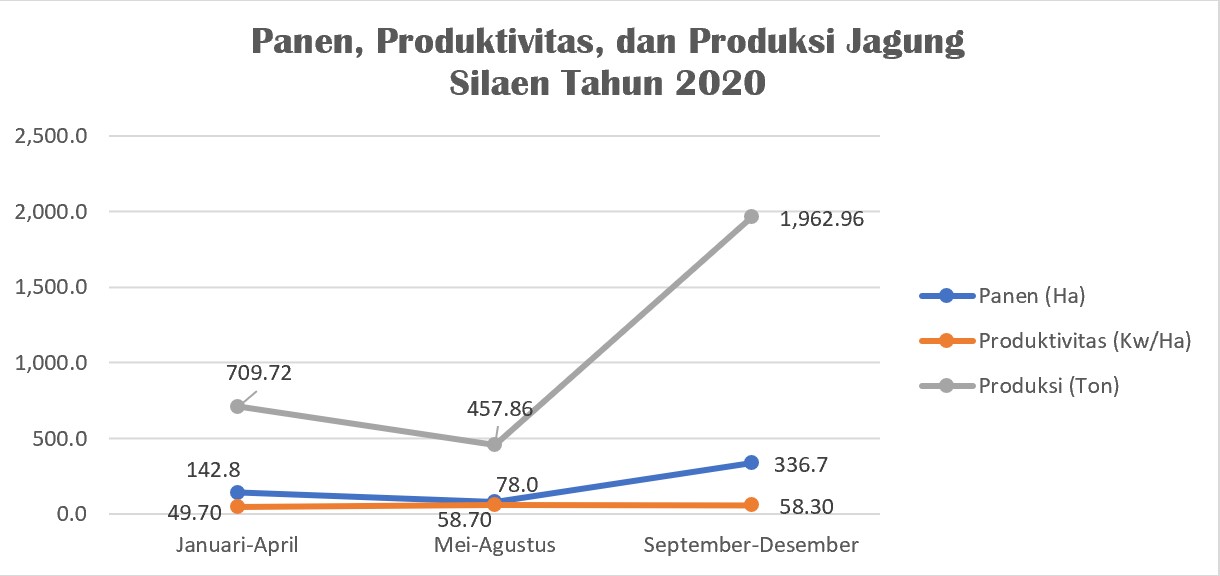 Panen, Produktivitas, dan Produksi Jagung
Silaen Tahun 2020
2,500.0
2,000.0
1,500.0
1,000.0
500.0
0.0
709.72
457.86
1,962.96
142.8
78.0
336.7
49.70
58.70
58.30
Januari-April
Mei-Agustus
September-Desember
Panen (Ha)
Produktivitas (Kw/Ha)
Produksi (Ton)